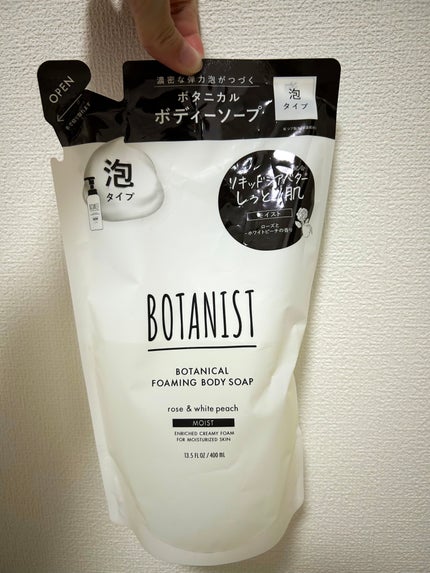 OPEN
濃密な弾力泡がつづく
ボタニカル
ボディーソープ
泡
タイプ
泡
タイプ
リキッドシアバター
しっとり肌
モイスト
ローズと
ホワイトピーチの香り
BOTANIST
BOTANICAL
FOAMING BODY SOAP
rose & white peach
MOIST
ENRICHED CREAMY FOAM
FOR MOISTURIZED SKIN
13.5 FL OZ / 400 mL